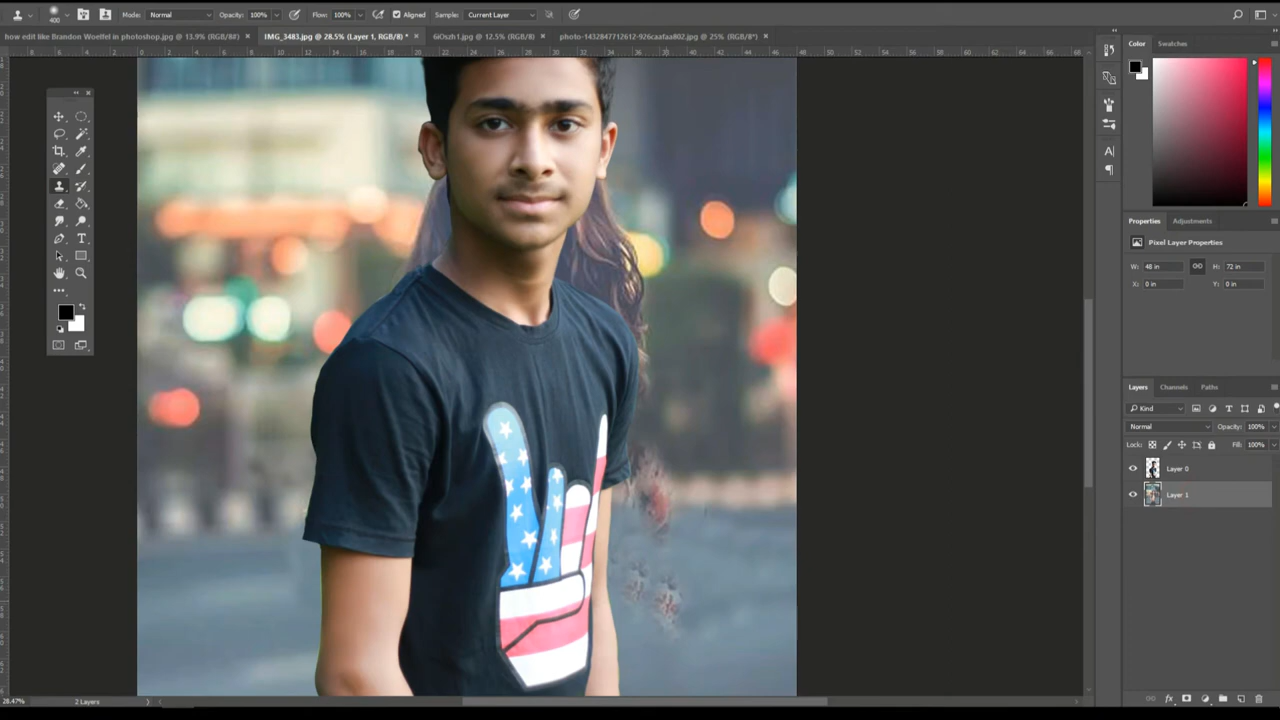 400 Mode: Normal Opacity: 100% Flow: 100% Aligned Sample: Current Layer
how edit like Brandon Woelfel in photoshop.jpg @ 13.9% (RGB/8#) × IMG_3483.jpg @ 28.5% (Layer 1, RGB/8) * × 6iOszh1.jpg @ 12.5% (RGB/8) × photo-1432847712612-926caafaa802.jpg @ 25% (RGB/8*) ×
Color Swatches
Properties Adjustments
Pixel Layer Properties
W: 48 in H: 72 in
X: 0 in Y: 0 in
Layers Channels Paths
Kind
Normal Opacity: 100%
Lock: Fill: 100%
Layer 0
Layer 1
28.47% 2 Layers